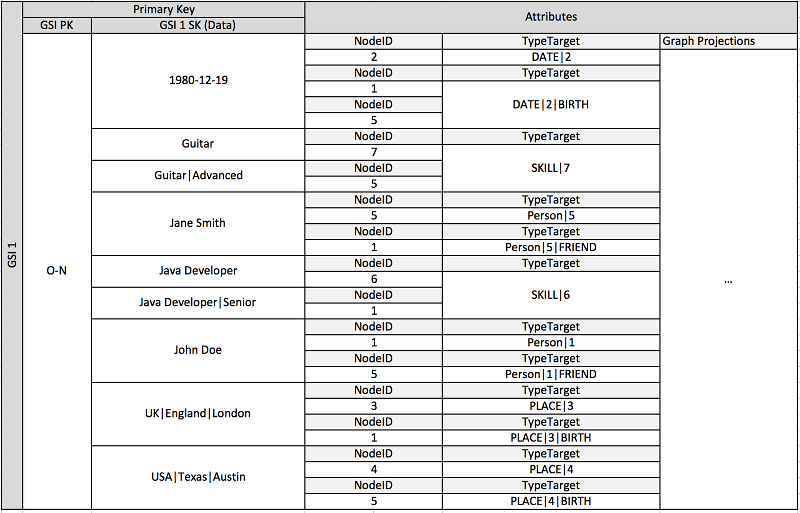 Primary Key
Attributes
GSI PK
GSI 1 SK (Data)
GSI 1
O-N
NodeID TypeTarget Graph Projections
1980-12-19
2 DATE|2
NodeID TypeTarget
1
DATE|2|BIRTH
NodeID
5
Guitar
NodeID TypeTarget
7
SKILL|7
Guitar|Advanced
NodeID
5
Jane Smith
NodeID TypeTarget
5 Person|5
NodeID TypeTarget
1 Person|5|FRIEND
Java Developer
NodeID TypeTarget
6
SKILL|6
Java Developer|Senior
NodeID
1
...
John Doe
NodeID TypeTarget
1 Person|1
NodeID TypeTarget
5 Person|1|FRIEND
UK|England|London
NodeID TypeTarget
3 PLACE|3
NodeID TypeTarget
1 PLACE|3|BIRTH
USA|Texas|Austin
NodeID TypeTarget
4 PLACE|4
NodeID TypeTarget
5 PLACE|4|BIRTH